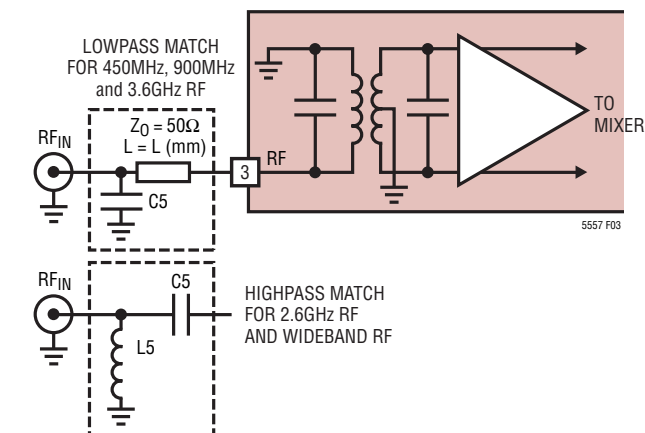 LOWPASS MATCH
FOR 450MHz, 900MHz
and 3.6GHz RF
Z0 = 50Ω
L = L (mm)
RFIN
C5
3
RF
TO
MIXER
5557 F03
RFIN
C5
L5
HIGHPASS MATCH
FOR 2.6GHz RF
AND WIDEBAND RF